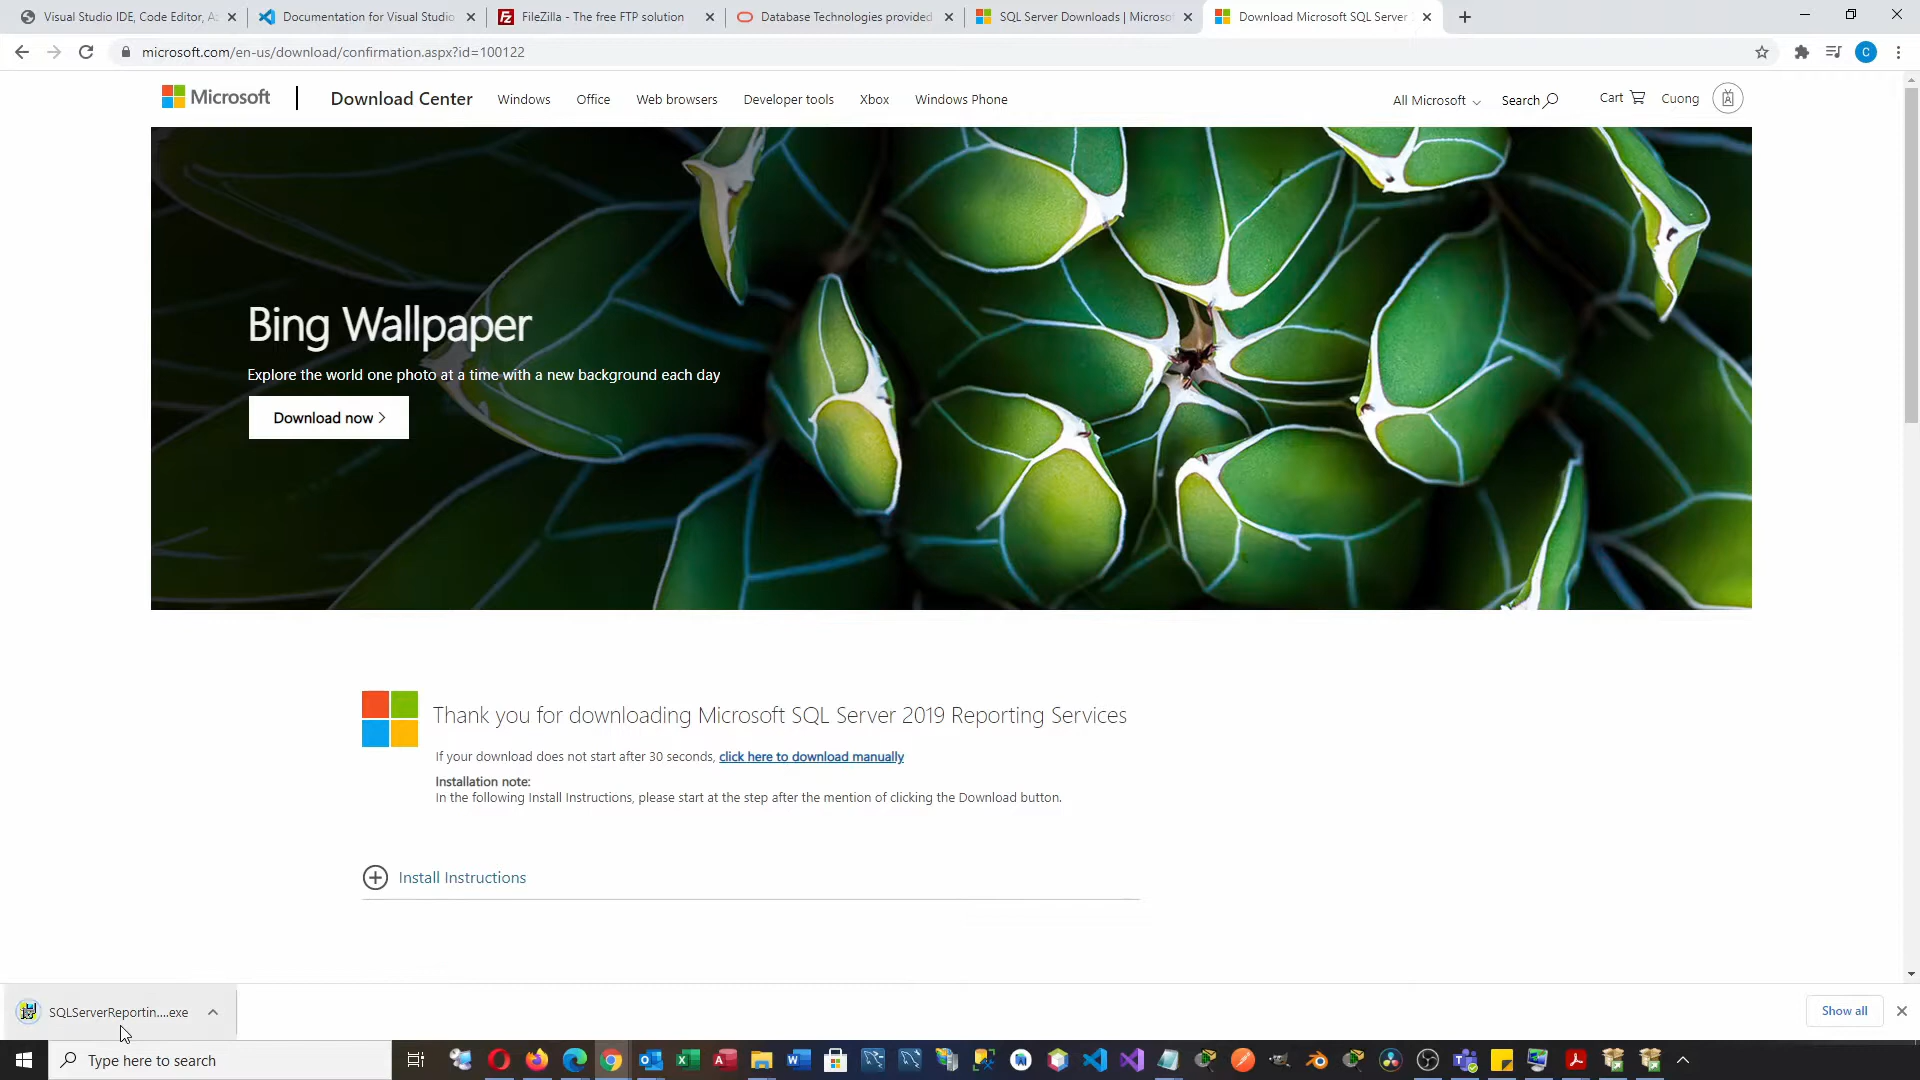 Visual Studio IDE, Code Editor, Az
Documentation for Visual Studio
FileZilla - The free FTP solution
Database Technologies provided
SQL Server Downloads | Microsof
Download Microsoft SQL Server
microsoft.com/en-us/download/confirmation.aspx?id=100122
C
Microsoft
Download Center
Windows
Office
Web browsers
Developer tools
Xbox
Windows Phone
All Microsoft
Search
Cart
Cuong
Bing Wallpaper
Explore the world one photo at a time with a new background each day
Download now >
Thank you for downloading Microsoft SQL Server 2019 Reporting Services
If your download does not start after 30 seconds, click here to download manually
Installation note:
In the following Install Instructions, please start at the step after the mention of clicking the Download button.
Install Instructions
SQLServerReportin....exe
Show all
Type here to search